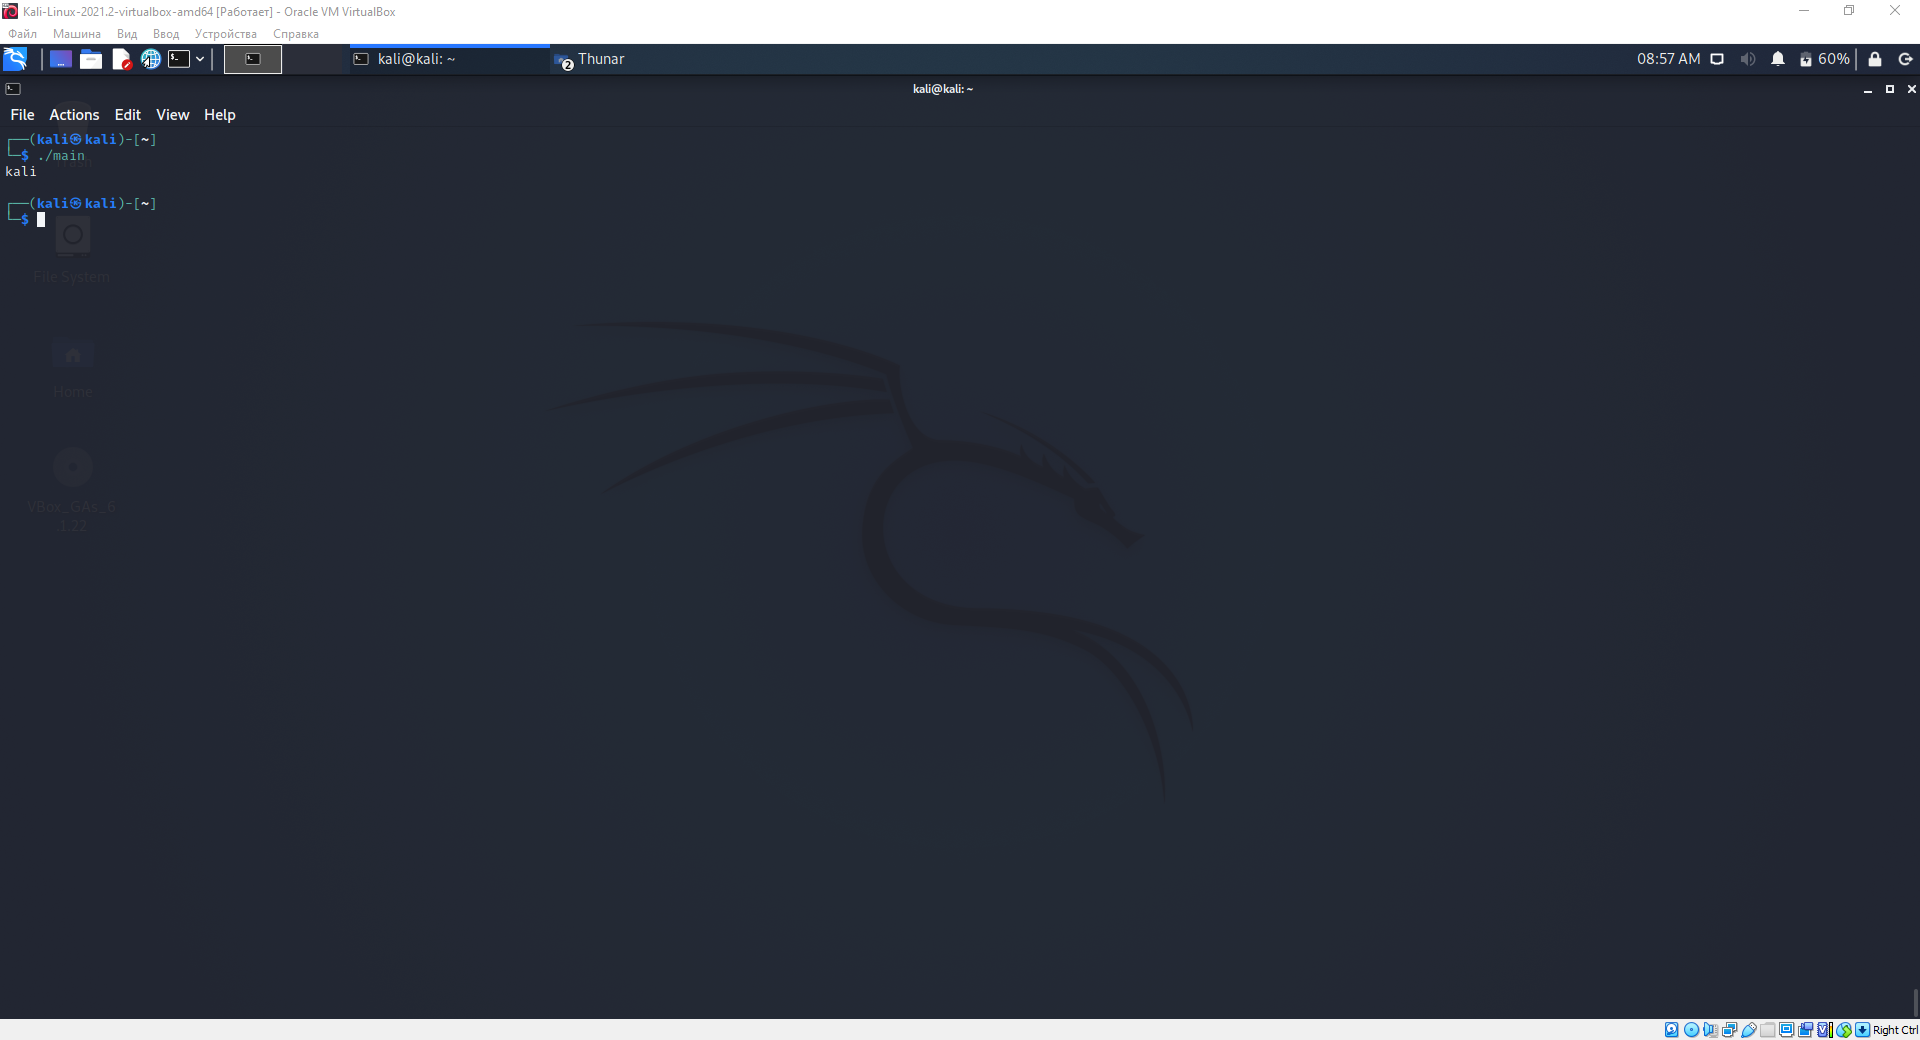 Kali-Linux-2021.2-virtualbox-amd64 [Работает] - Oracle VM VirtualBox
Файл Машина Вид Ввод Устройства Справка
kali@kali: ~
2 Thunar
08:57 AM
60%
kali@kali: ~
File Actions Edit View Help
┌──(kali㉿kali)-[~]
└─$ ./main
kali
┌──(kali㉿kali)-[~]
└─$
File System
Home
VBox_GAs_6
.1.22
Right Ctrl